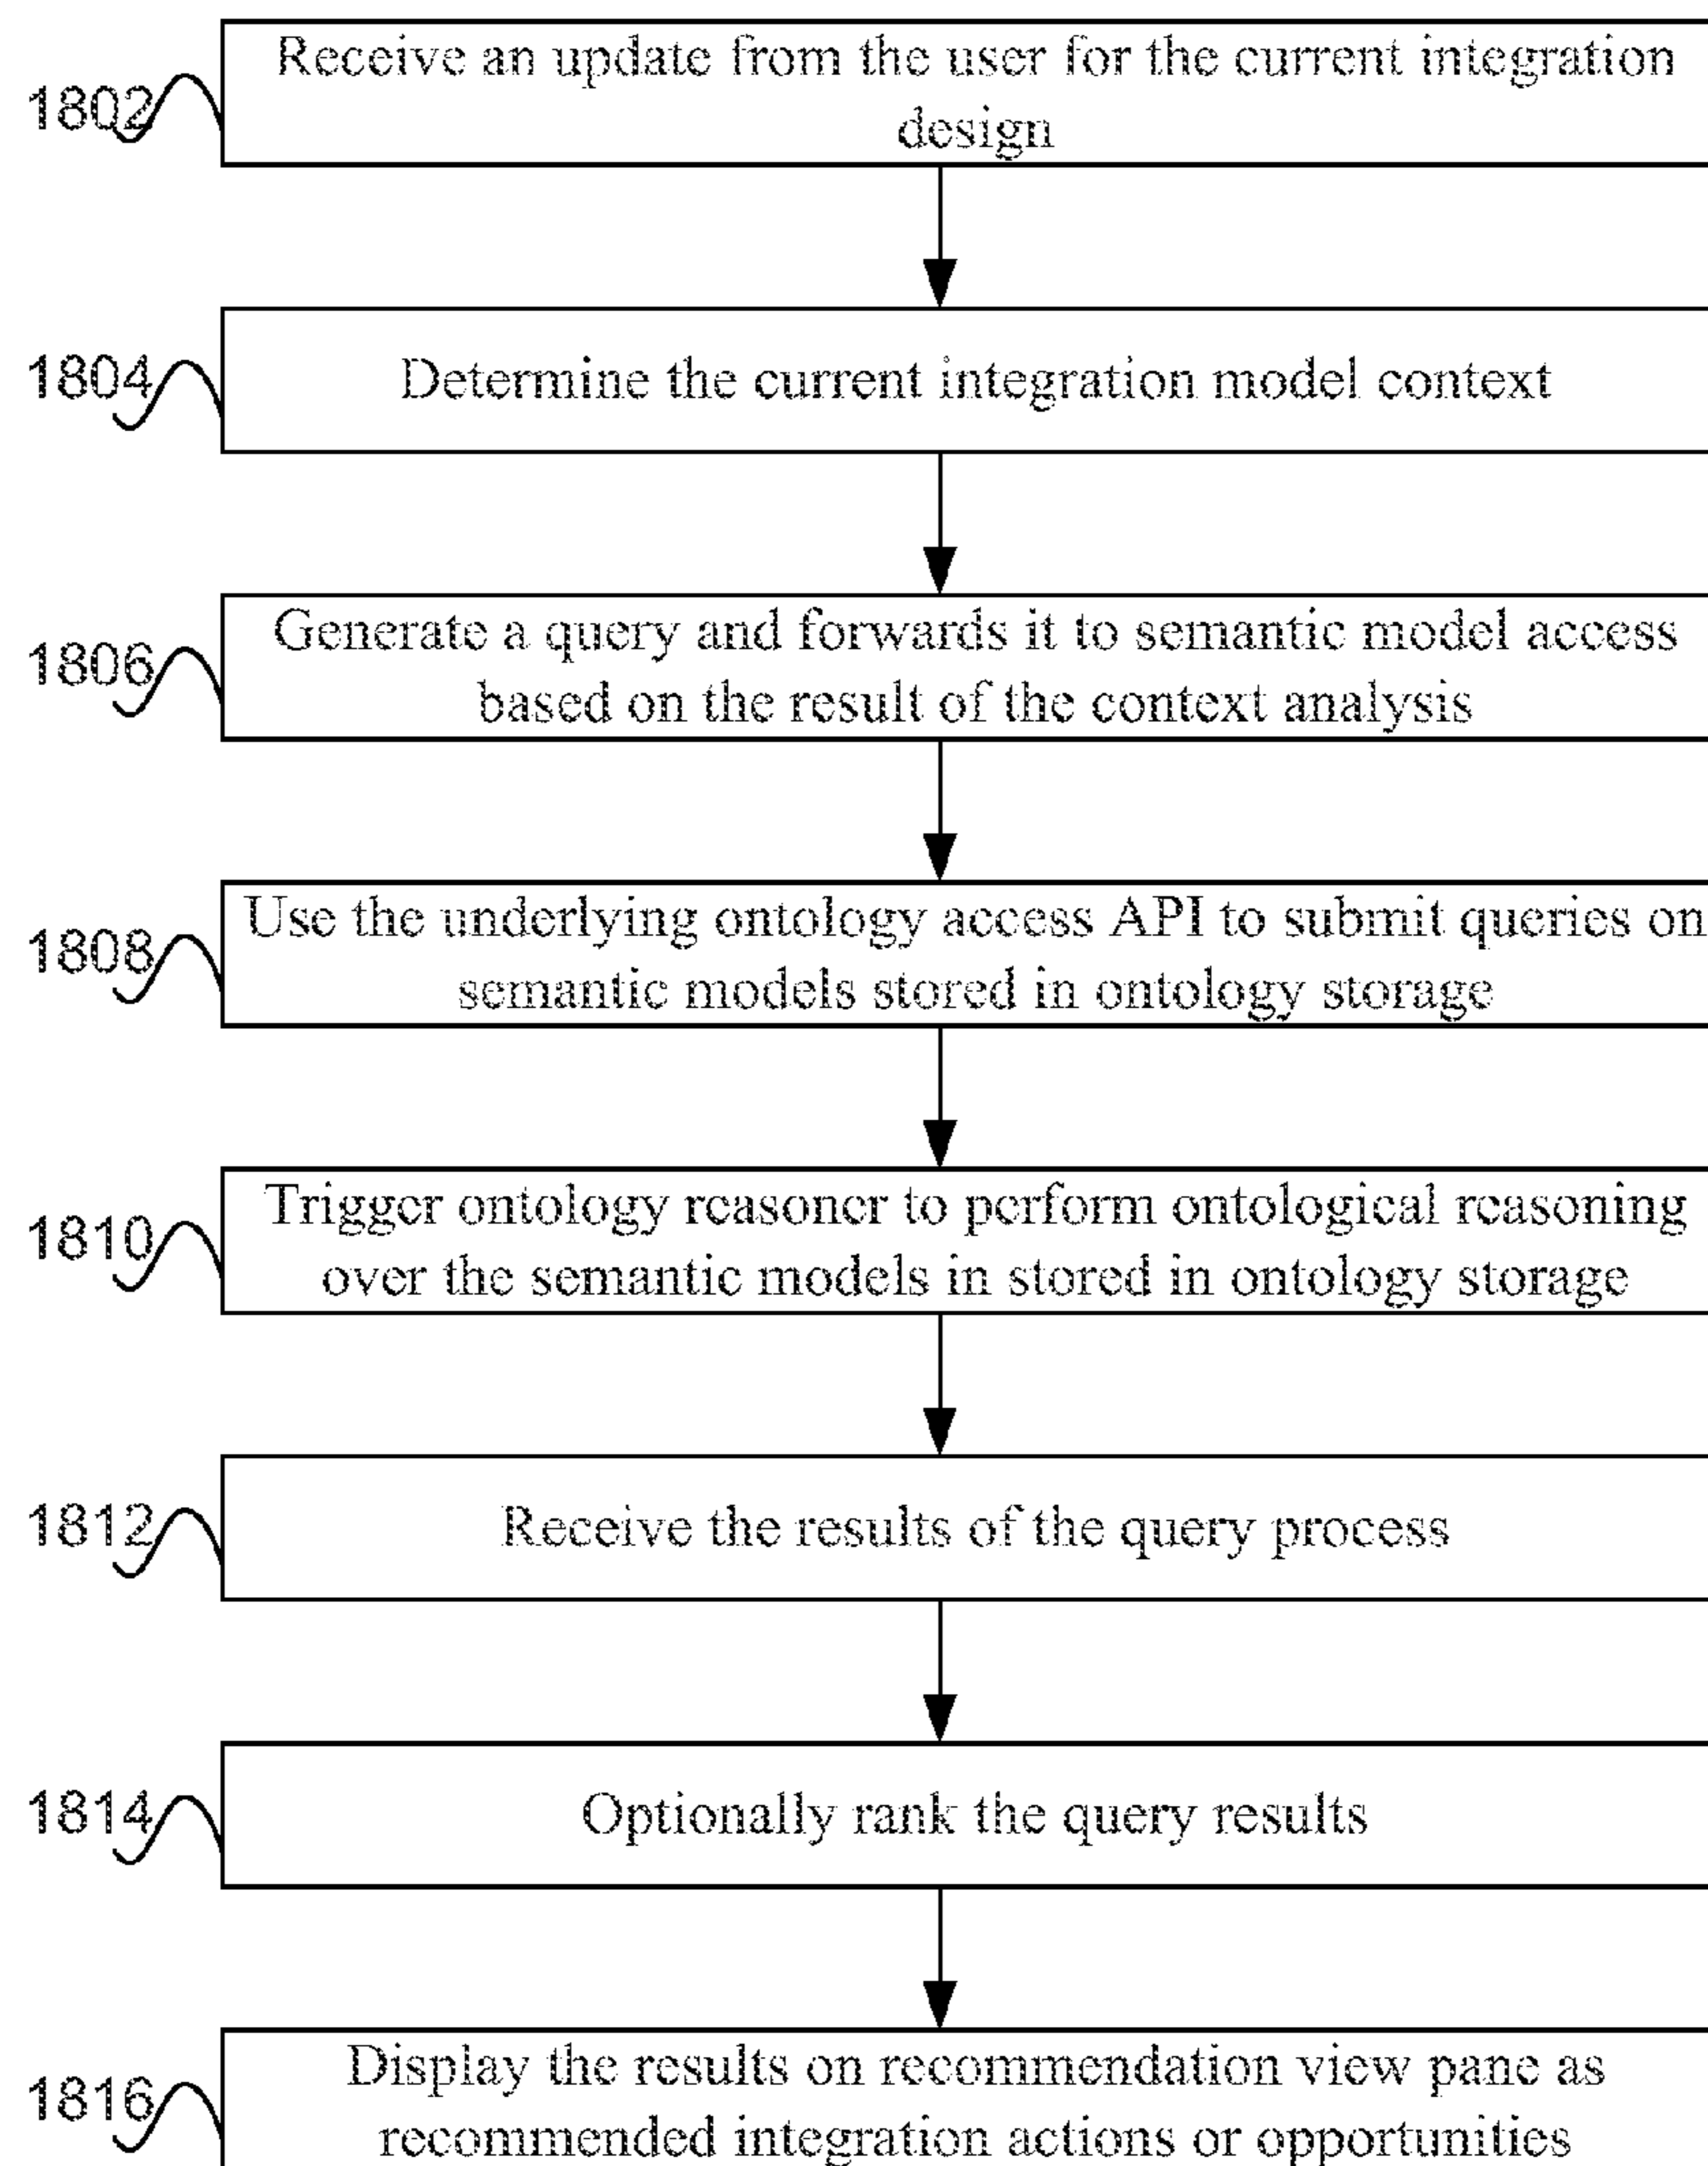 Receive an update from the user for the current integration
design
1802
Determine the current integration model context
1804
Generate a query and forwards it to semantic model access
based on the result of the context analysis
1806
Use the underlying ontology access API to submit queries on
semantic models stored in ontology storage
1808
Trigger ontology reasoner to perform ontological reasoning
over the semantic models in stored in ontology storage
1810
Receive the results of the query process
1812
Optionally rank the query results
1814
Display the results on recommendation view pane as
recommended integration actions or opportunities
1816